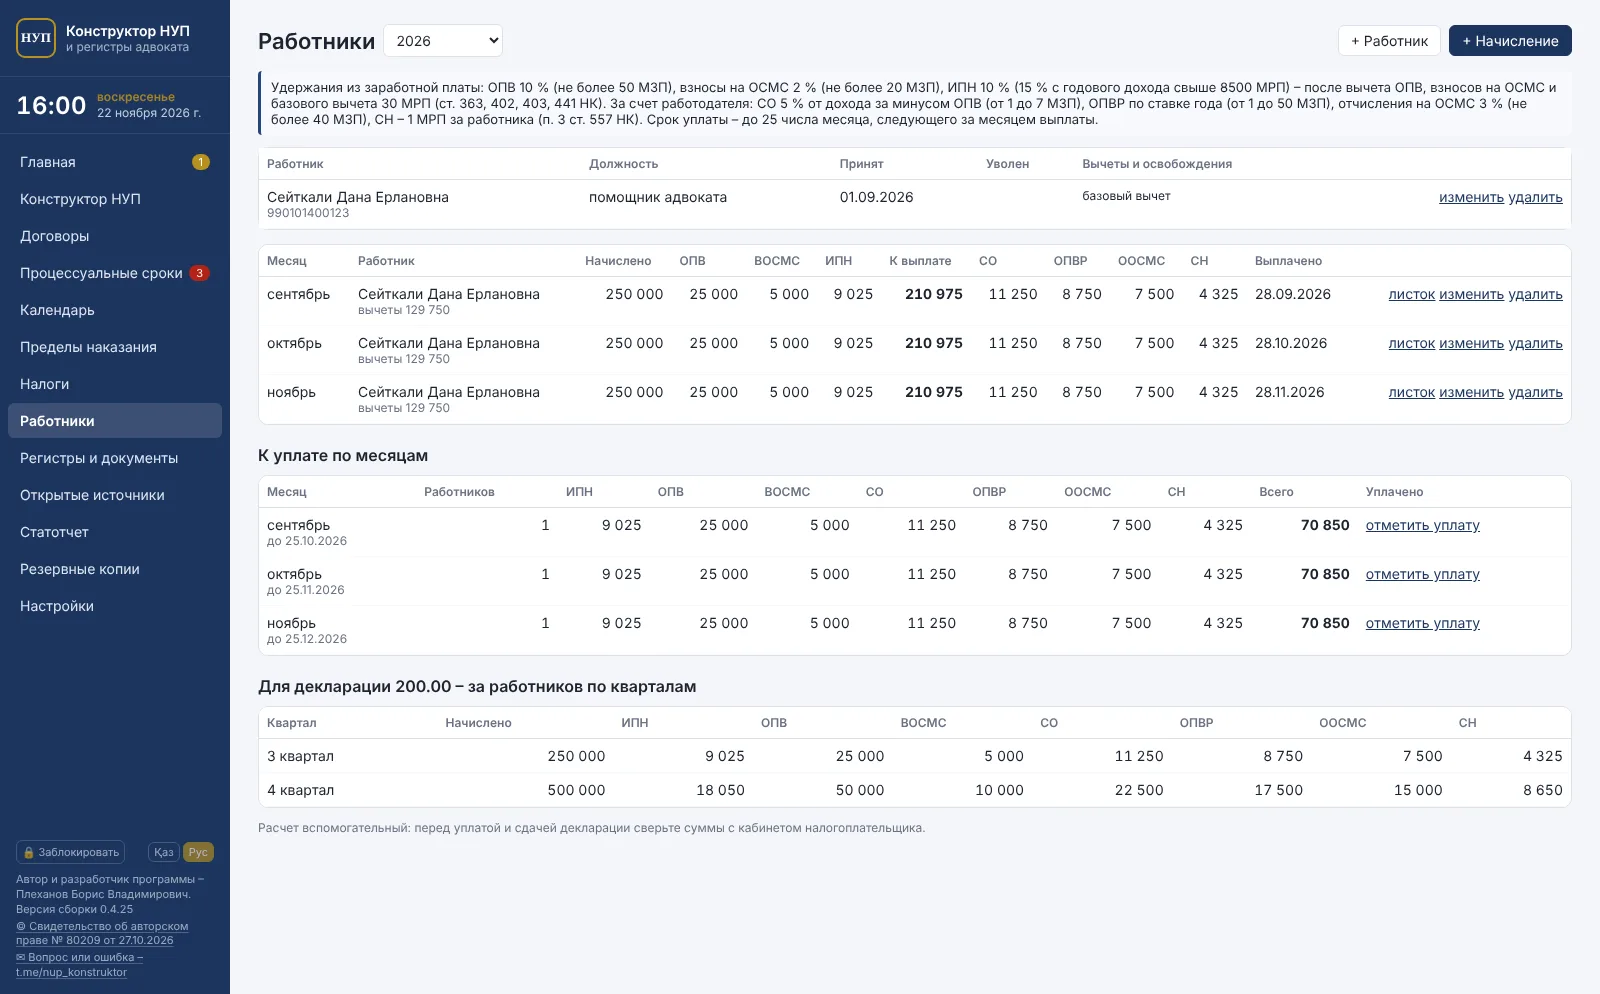 НУП
Конструктор НУП
и регистры адвоката
16:00
воскресенье
22 ноября 2026 г.
Главная 1
Конструктор НУП
Договоры
Процессуальные сроки 3
Календарь
Пределы наказания
Налоги
Работники
Регистры и документы
Открытые источники
Статотчет
Резервные копии
Настройки
🔒 Заблокировать Қаз Рус
Автор и разработчик программы –
Плеханов Борис Владимирович.
Версия сборки 0.4.25
© Свидетельство об авторском
праве № 80209 от 27.10.2026
✉ Вопрос или ошибка –
t.me/nup_konstruktor
Работники 2026 + Работник + Начисление
Удержания из заработной платы: ОПВ 10 % (не более 50 МЗП), взносы на ОСМС 2 % (не более 20 МЗП), ИПН 10 % (15 % с годового дохода свыше 8500 МРП) – после вычета ОПВ, взносов на ОСМС и
базового вычета 30 МРП (ст. 363, 402, 403, 441 НК). За счет работодателя: СО 5 % от дохода за минусом ОПВ (от 1 до 7 МЗП), ОПВР по ставке года (от 1 до 50 МЗП), отчисления на ОСМС 3 % (не
более 40 МЗП), СН – 1 МРП за работника (п. 3 ст. 557 НК). Срок уплаты – до 25 числа месяца, следующего за месяцем выплаты.
Работник Должность Принят Уволен Вычеты и освобождения
Сейткали Дана Ерлановна помощник адвоката 01.09.2026 базовый вычет изменить удалить
990101400123
Месяц Работник Начислено ОПВ ВОСМС ИПН К выплате СО ОПВР ООСМС СН Выплачено
сентябрь Сейткали Дана Ерлановна 250 000 25 000 5 000 9 025 210 975 11 250 8 750 7 500 4 325 28.09.2026 листок изменить удалить
вычеты 129 750
октябрь Сейткали Дана Ерлановна 250 000 25 000 5 000 9 025 210 975 11 250 8 750 7 500 4 325 28.10.2026 листок изменить удалить
вычеты 129 750
ноябрь Сейткали Дана Ерлановна 250 000 25 000 5 000 9 025 210 975 11 250 8 750 7 500 4 325 28.11.2026 листок изменить удалить
вычеты 129 750
К уплате по месяцам
Месяц Работников ИПН ОПВ ВОСМС СО ОПВР ООСМС СН Всего Уплачено
сентябрь 1 9 025 25 000 5 000 11 250 8 750 7 500 4 325 70 850 отметить уплату
до 25.10.2026
октябрь 1 9 025 25 000 5 000 11 250 8 750 7 500 4 325 70 850 отметить уплату
до 25.11.2026
ноябрь 1 9 025 25 000 5 000 11 250 8 750 7 500 4 325 70 850 отметить уплату
до 25.12.2026
Для декларации 200.00 – за работников по кварталам
Квартал Начислено ИПН ОПВ ВОСМС СО ОПВР ООСМС СН
3 квартал 250 000 9 025 25 000 5 000 11 250 8 750 7 500 4 325
4 квартал 500 000 18 050 50 000 10 000 22 500 17 500 15 000 8 650
Расчет вспомогательный: перед уплатой и сдачей декларации сверьте суммы с кабинетом налогоплательщика.